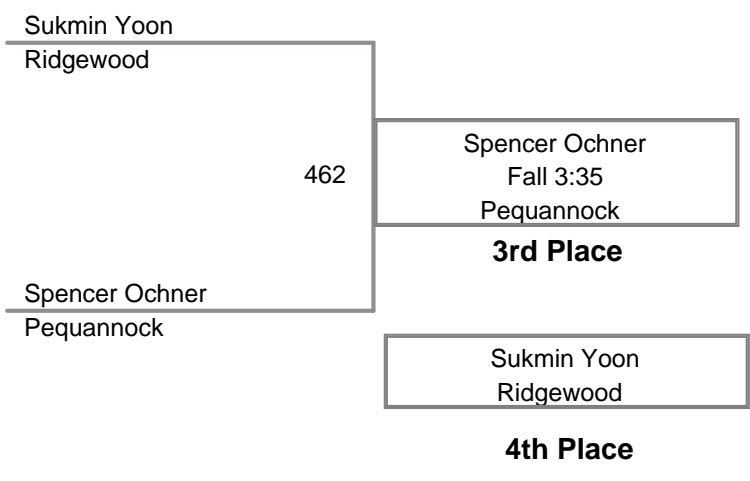 Sukmin Yoon
Ridgewood
462
Spencer Ochner
Fall 3:35
Pequannock
3rd Place
Spencer Ochner
Pequannock
Sukmin Yoon
Ridgewood
4th Place